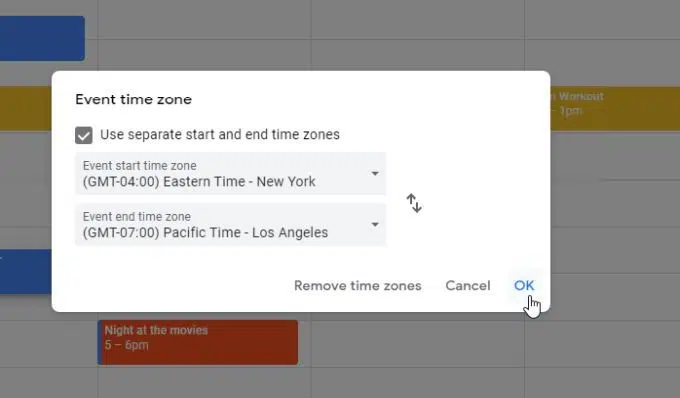 Event time zone
Use separate start and end time zones
Event start time zone
(GMT-04:00) Eastern Time - New York
Event end time zone
(GMT-07:00) Pacific Time - Los Angeles
Remove time zones Cancel OK
Workout
– 1pm
Night at the movies
5 – 6pm